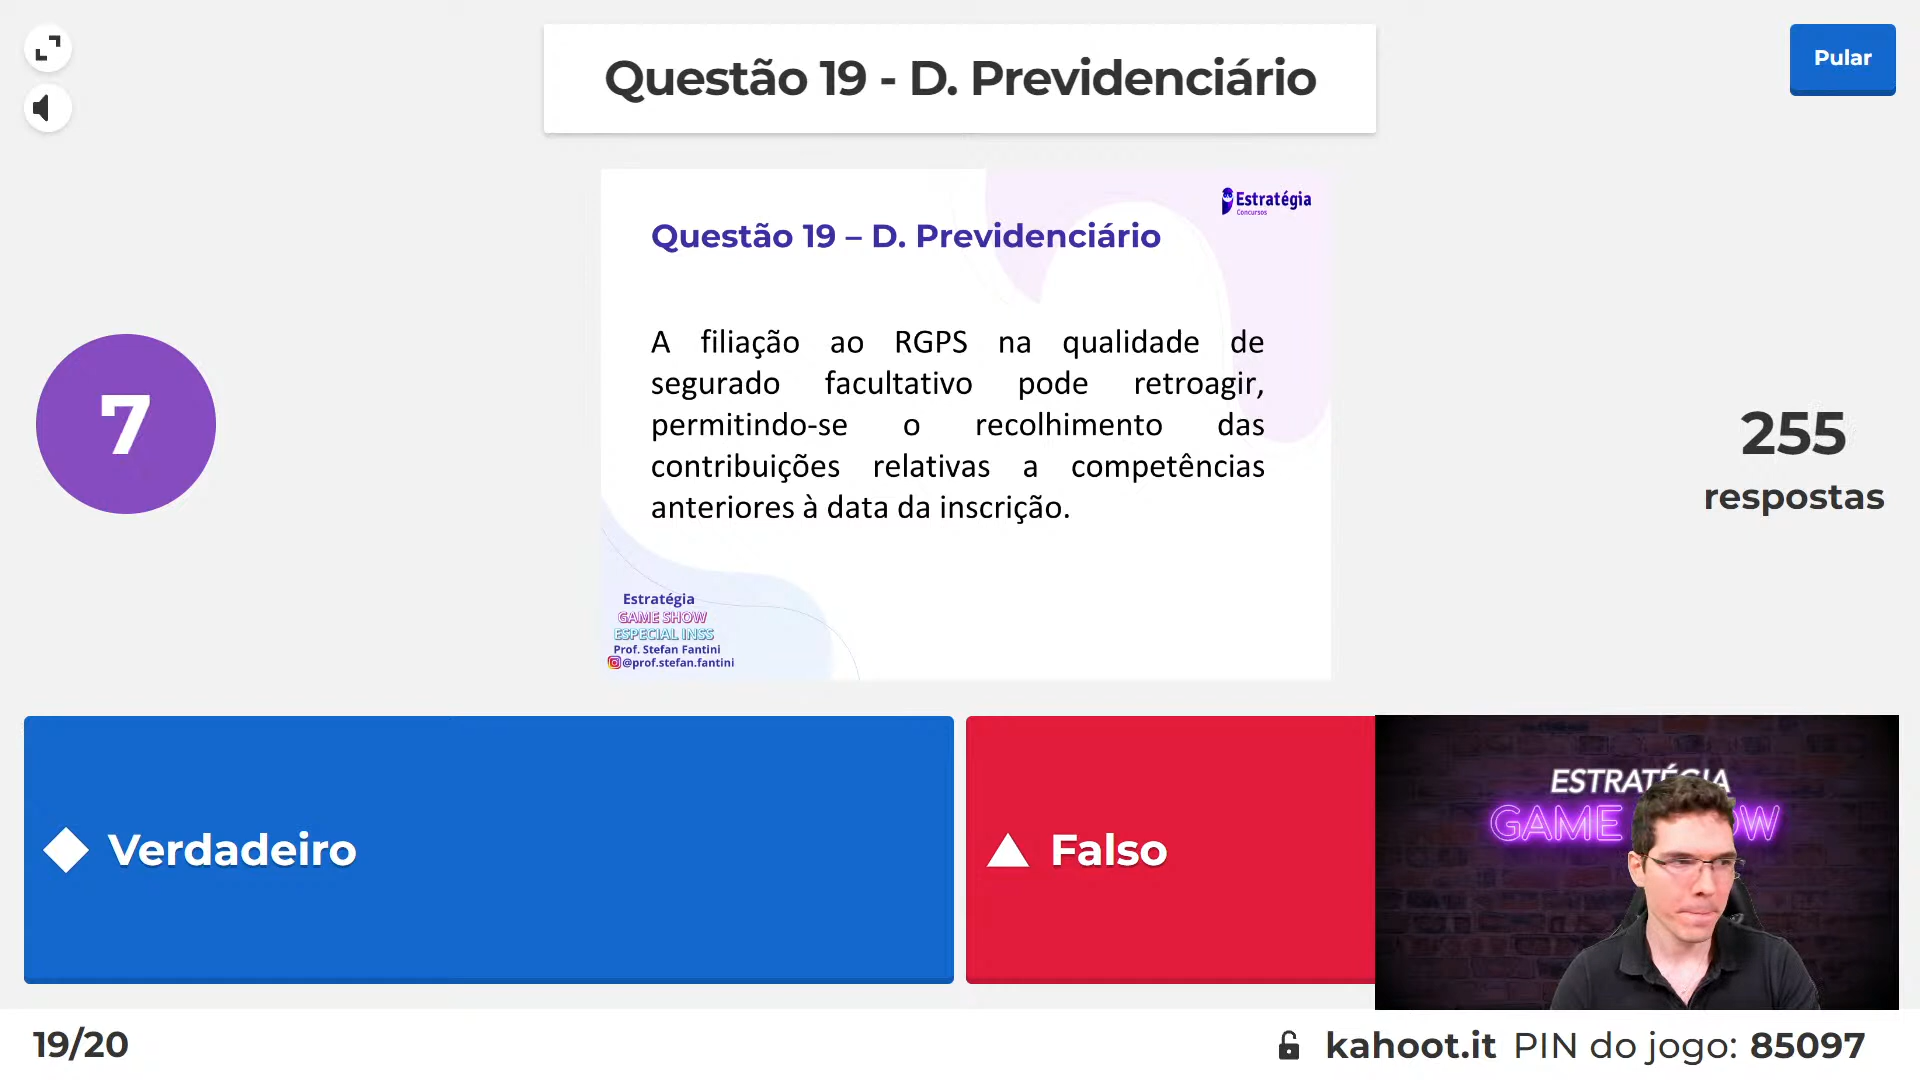 Questão 19 - D. Previdenciário
Pular
Estratégia
Concursos
Questão 19 – D. Previdenciário
A filiação ao RGPS na qualidade de
segurado facultativo pode retroagir,
permitindo-se o recolhimento das
contribuições relativas a competências
anteriores à data da inscrição.
7
255
respostas
Estratégia
GAME SHOW
ESPECIAL INSS
Prof. Stefan Fantini
@prof.stefan.fantini
Verdadeiro
Falso
ESTRATÉGIA
GAME
19/20
kahoot.it PIN do jogo: 85097